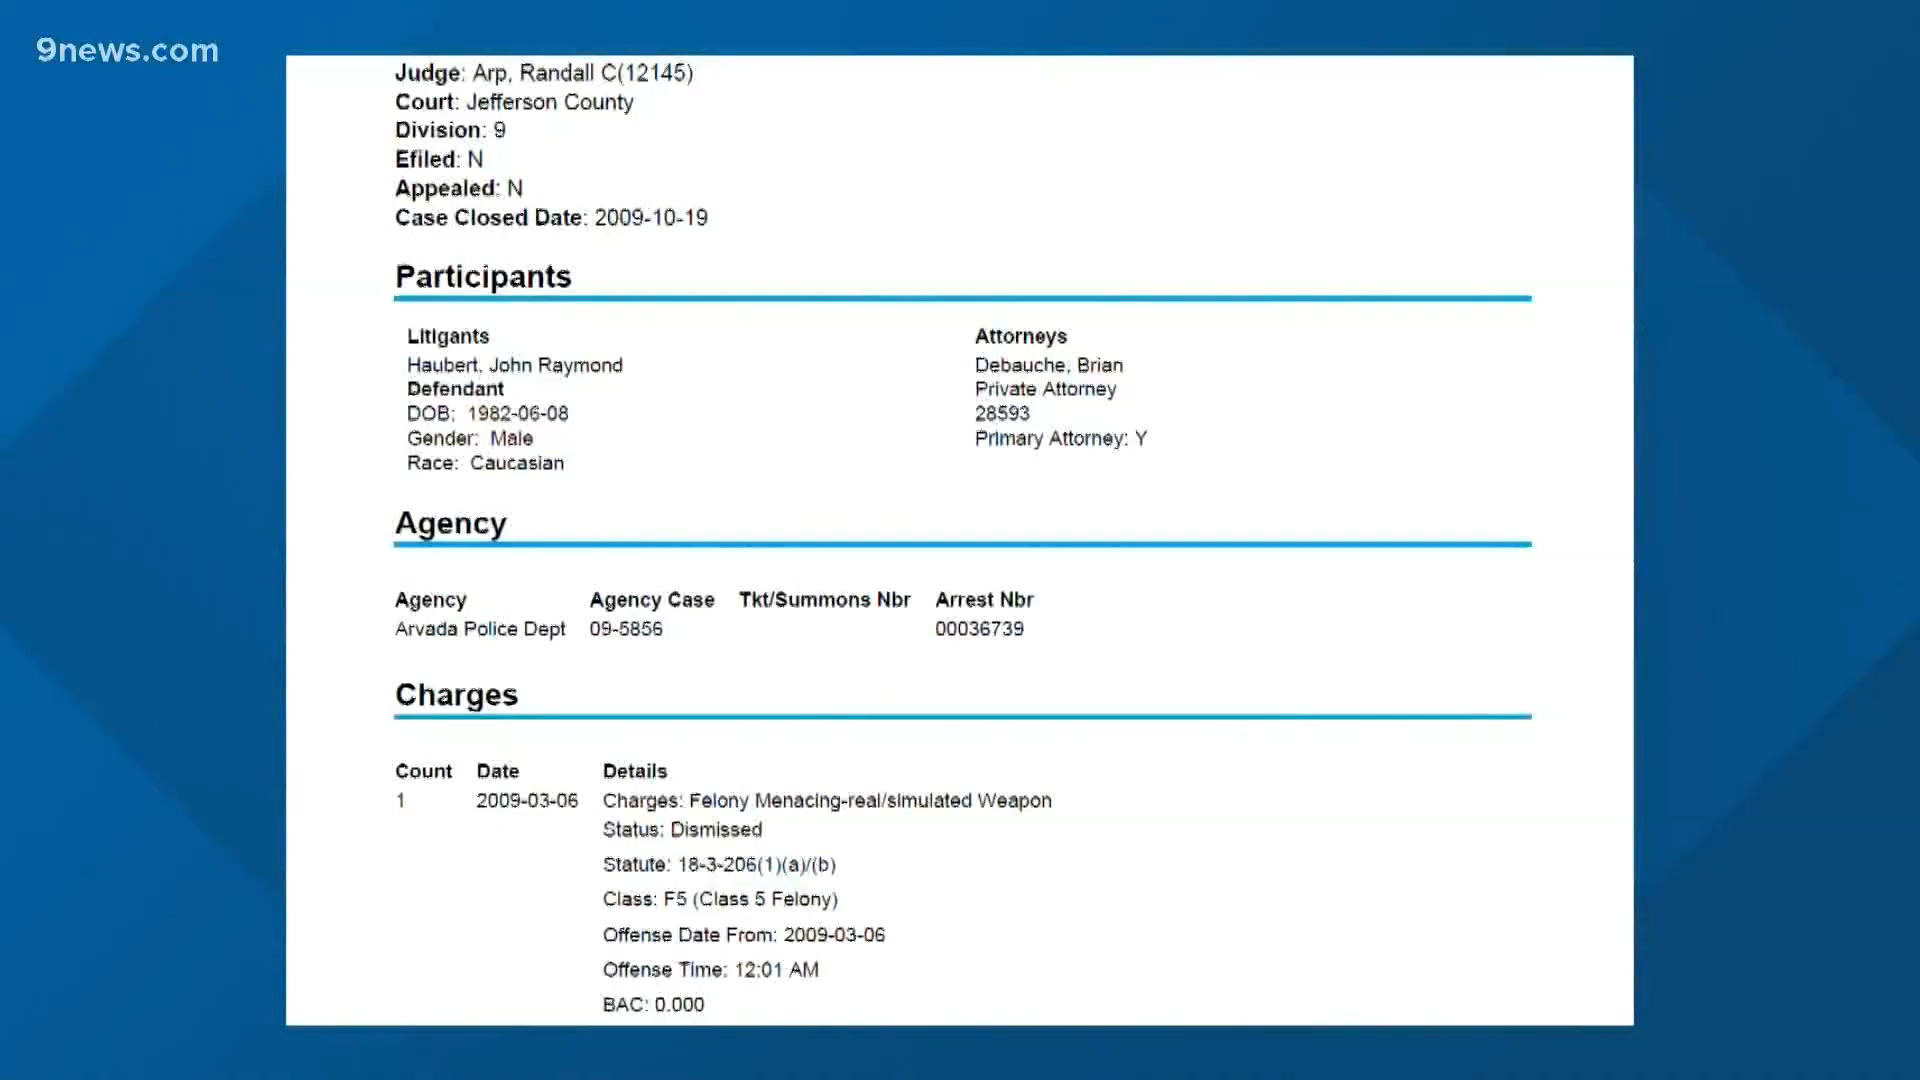 9news.com
Judge: Arp, Randall C(12145)
Court: Jefferson County
Division: 9
Efiled: N
Appealed: N
Case Closed Date: 2009-10-19
Participants
Litigants
Haubert, John Raymond
Defendant
DOB: 1982-06-08
Gender: Male
Race: Caucasian
Attorneys
Debauche, Brian
Private Attorney
28593
Primary Attorney: Y
Agency
Agency Agency Case Tkt/Summons Nbr Arrest Nbr
Arvada Police Dept 09-5856 00036739
Charges
Count Date Details
1 2009-03-06 Charges: Felony Menacing-real/simulated Weapon
Status: Dismissed
Statute: 18-3-206(1)(a)/(b)
Class: F5 (Class 5 Felony)
Offense Date From: 2009-03-06
Offense Time: 12:01 AM
BAC: 0.000